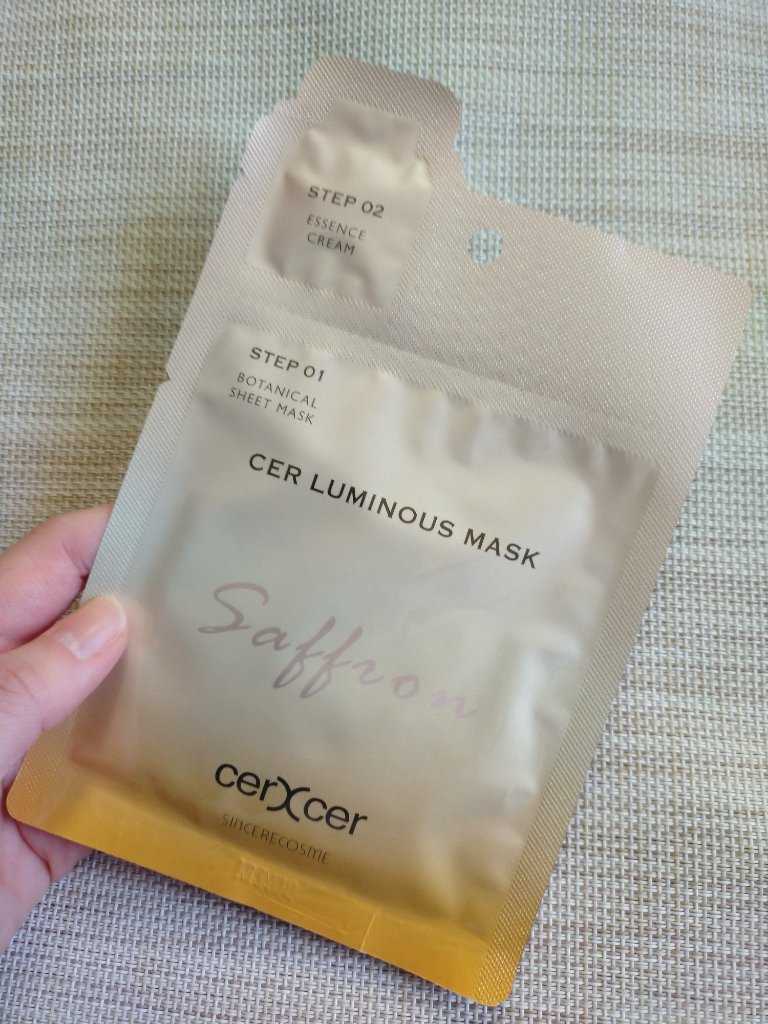 STEP 02
ESSENCE
CREAM
STEP 01
BOTANICAL
SHEET MASK
CER LUMINOUS MASK
Saffron
cerXcer
SINCERECOSME